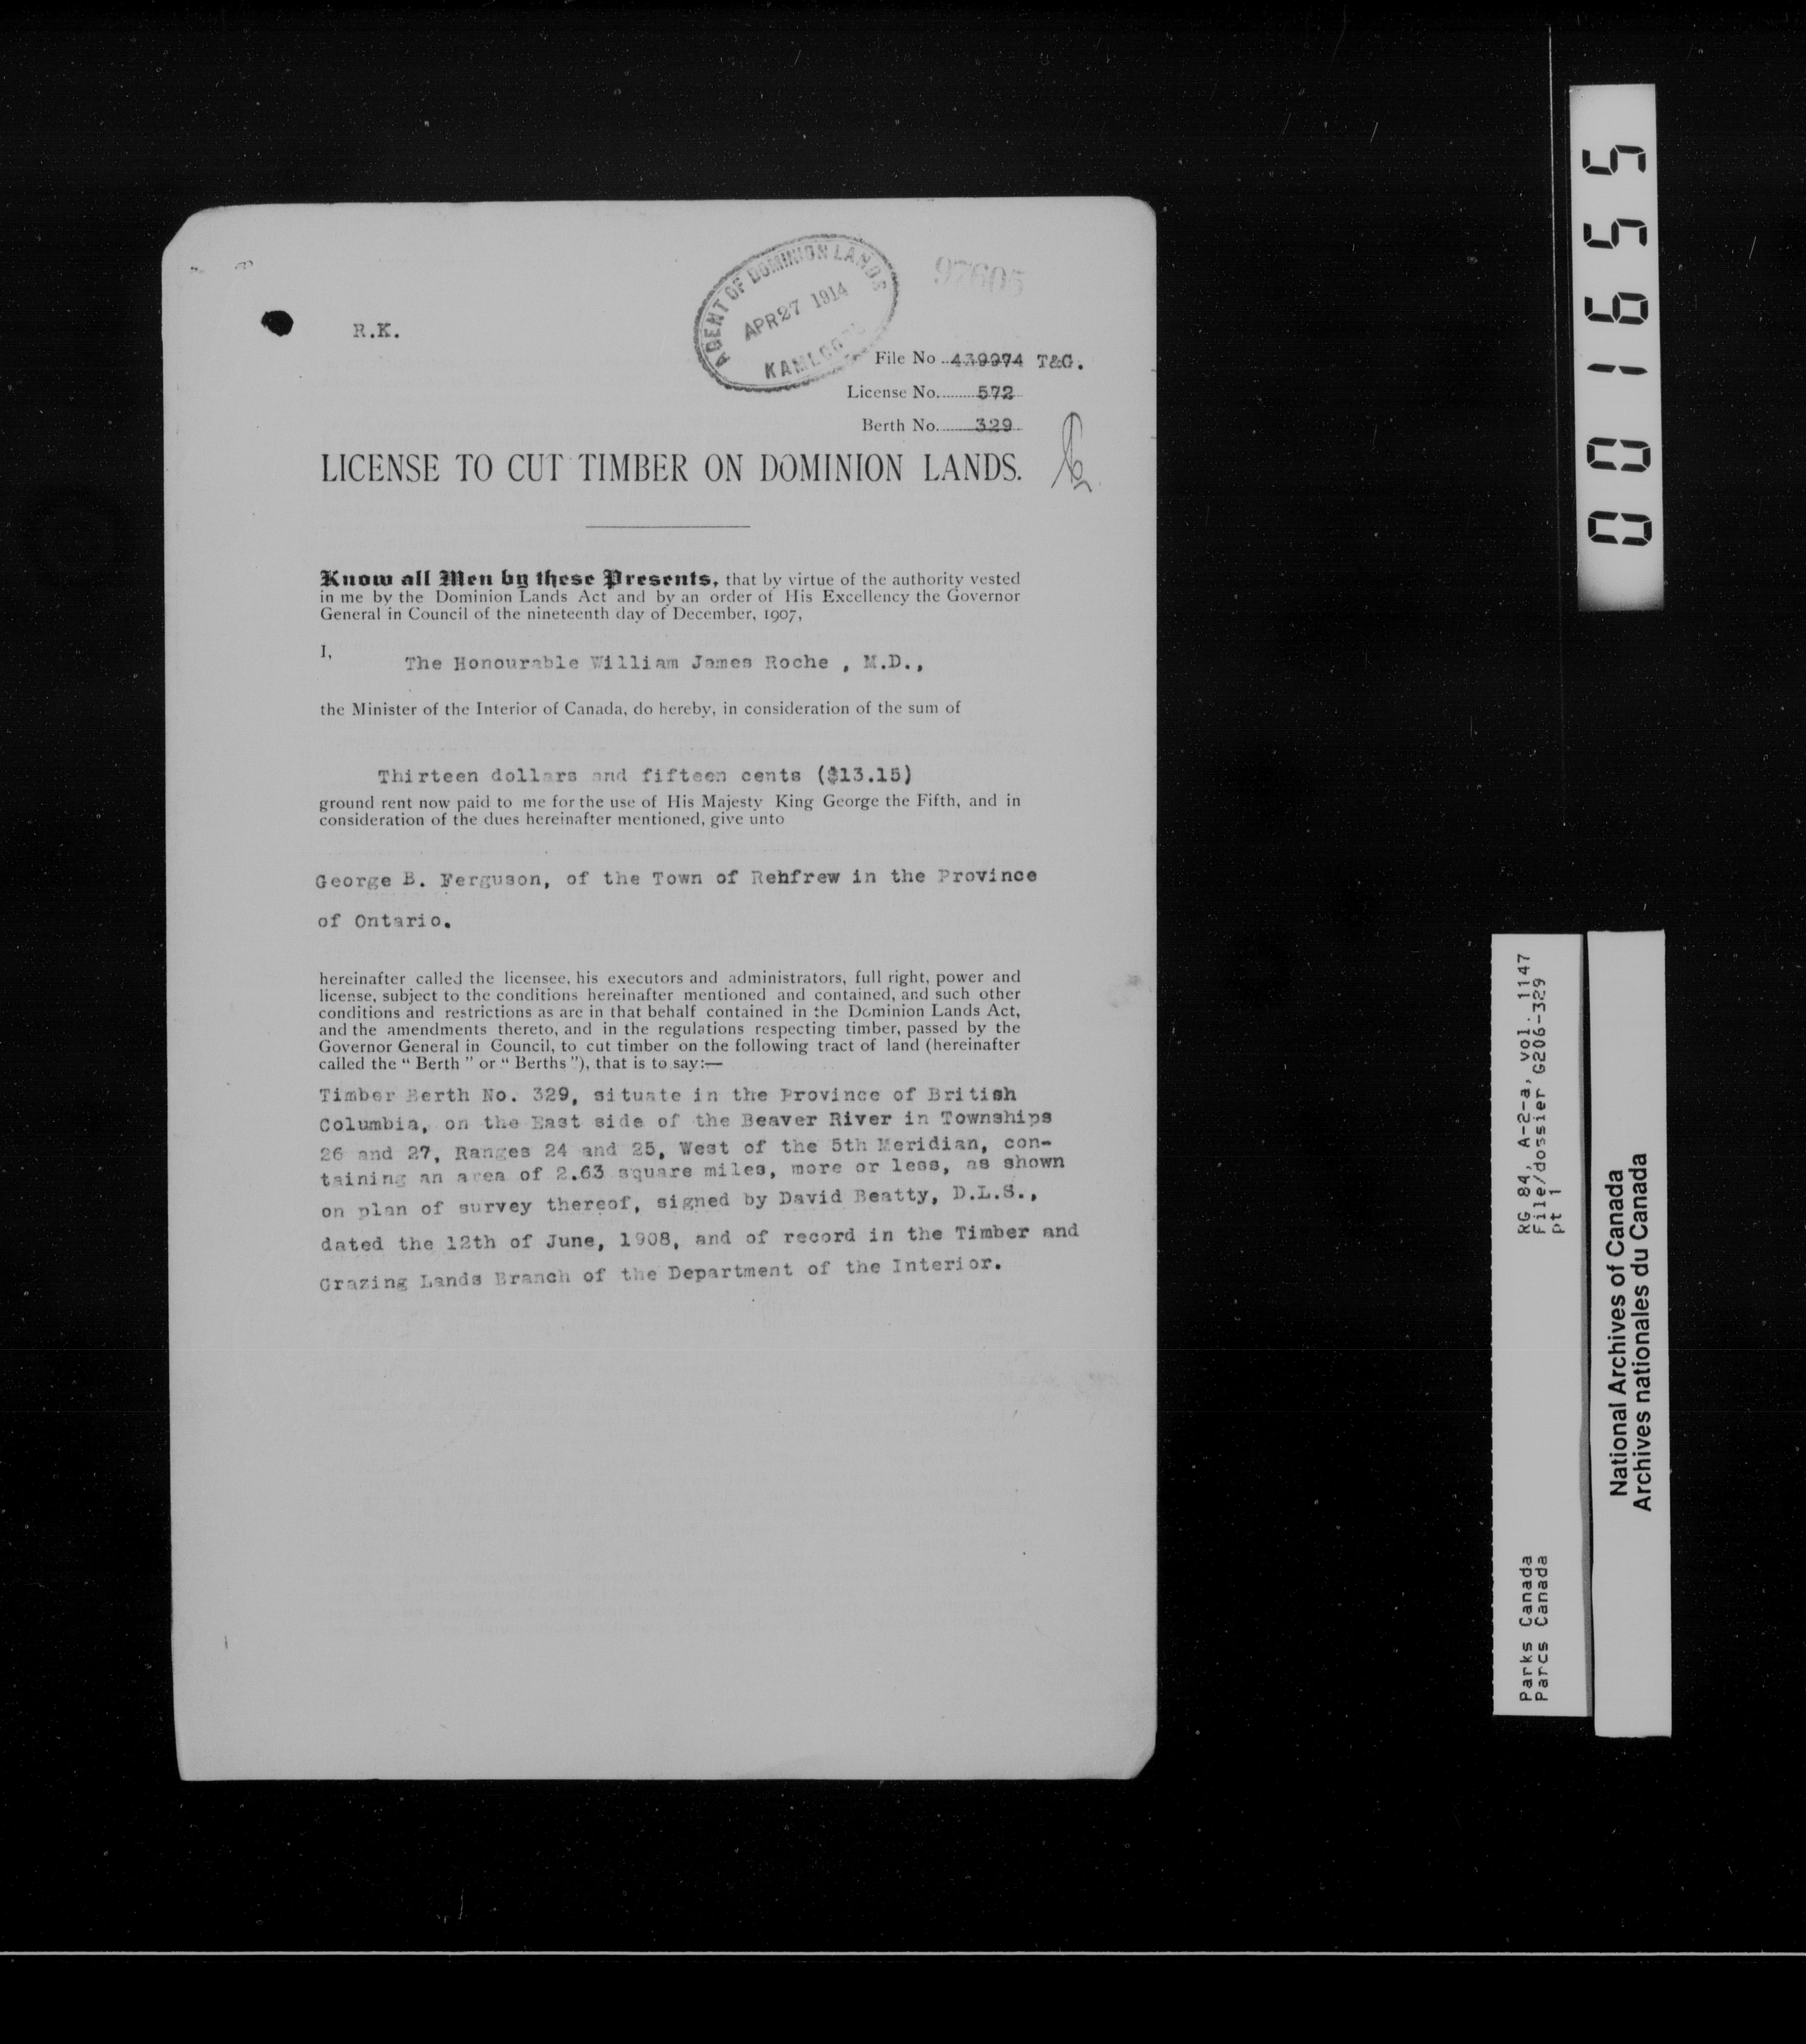 AGENT OF DOMINION LANDS
APR 27 1914
97605
R.K.
File No. 439974 T&G.
License No. 572
Berth No. 329
LICENSE TO CUT TIMBER ON DOMINION LANDS.
Know all Men by these Presents, that by virtue of the authority vested
in me by the Dominion Lands Act and by an order of His Excellency the Governor
General in Council of the nineteenth day of December, 1907,
I,
The Honourable William James Roche , M.D.,
the Minister of the Interior of Canada, do hereby, in consideration of the sum of
Thirteen dollars and fifteen cents ($13.15)
ground rent now paid to me for the use of His Majesty King George the Fifth, and in
consideration of the dues hereinafter mentioned, give unto
George B. Ferguson, of the Town of Rehfrew in the Province
of Ontario.
hereinafter called the licensee, his executors and administrators, full right, power and
license, subject to the conditions hereinafter mentioned and contained, and such other
conditions and restrictions as are in that behalf contained in the Dominion Lands Act,
and the amendments thereto, and in the regulations respecting timber, passed by the
Governor General in Council, to cut timber on the following tract of land (hereinafter
called the “ Berth ” or “ Berths ”), that is to say:—
Timber Berth No. 329, situate in the Province of British
Columbia, on the East side of the Beaver River in Townships
26 and 27, Ranges 24 and 25, West of the 5th Meridian, con-
taining an area of 2.63 square miles, more or less, as shown
on plan of survey thereof, signed by David Beatty, D.L.S.,
dated the 12th of June, 1908, and of record in the Timber and
Grazing Lands Branch of the Department of the Interior.
001655
RG 84, A-2-a, vol. 1147
File/dossier G206-329
pt 1
Parks Canada
Parcs Canada
National Archives of Canada
Archives nationales du Canada